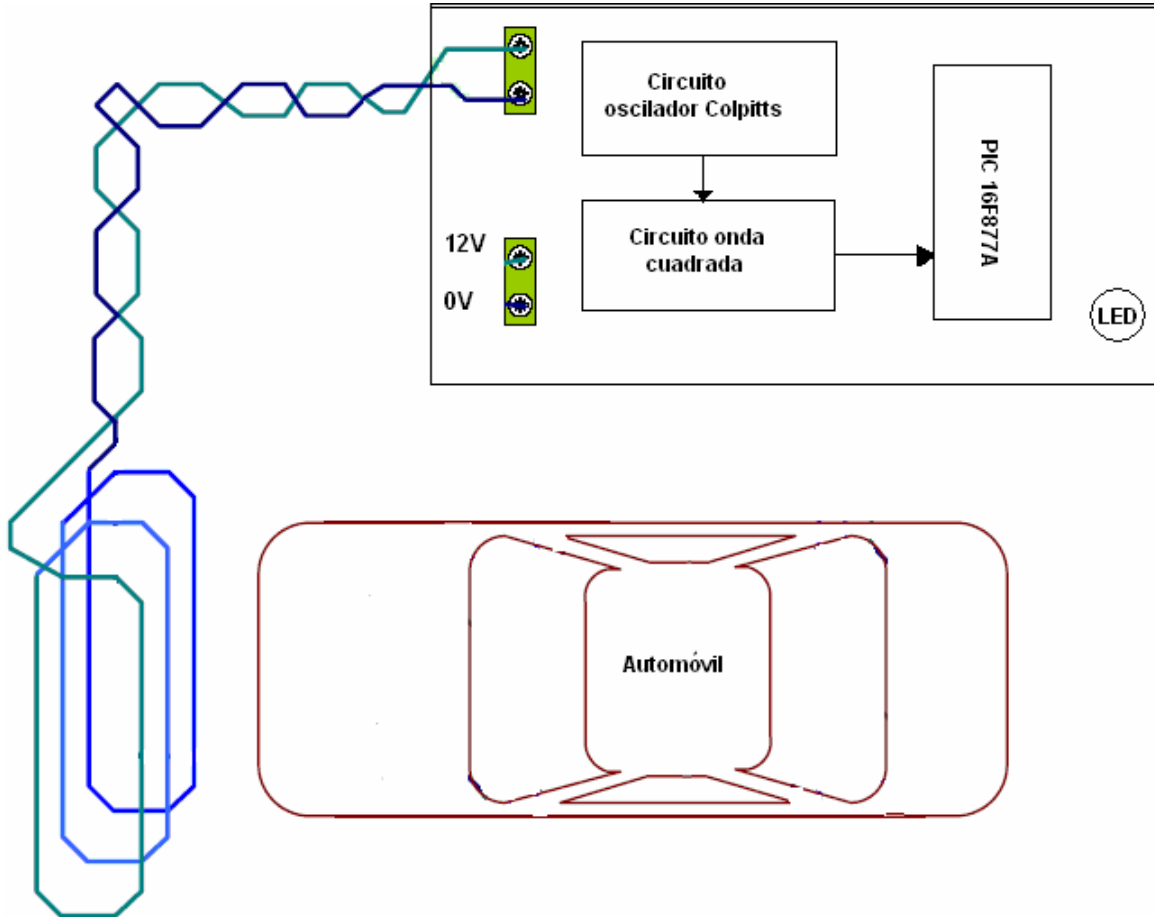 Circuito
oscilador Colpitts
Circuito onda
cuadrada
PIC 16F877A
12V
0V
LED
Automóvil